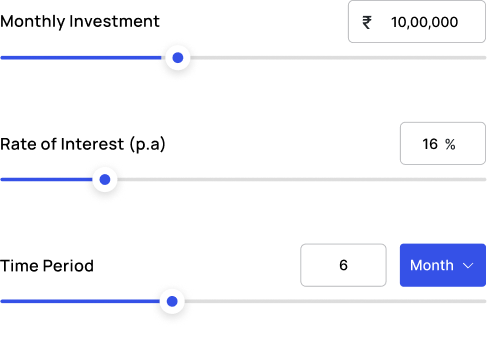 Monthly Investment
₹ 10,00,000
Rate of Interest (p.a)
16 %
Time Period
6
Month